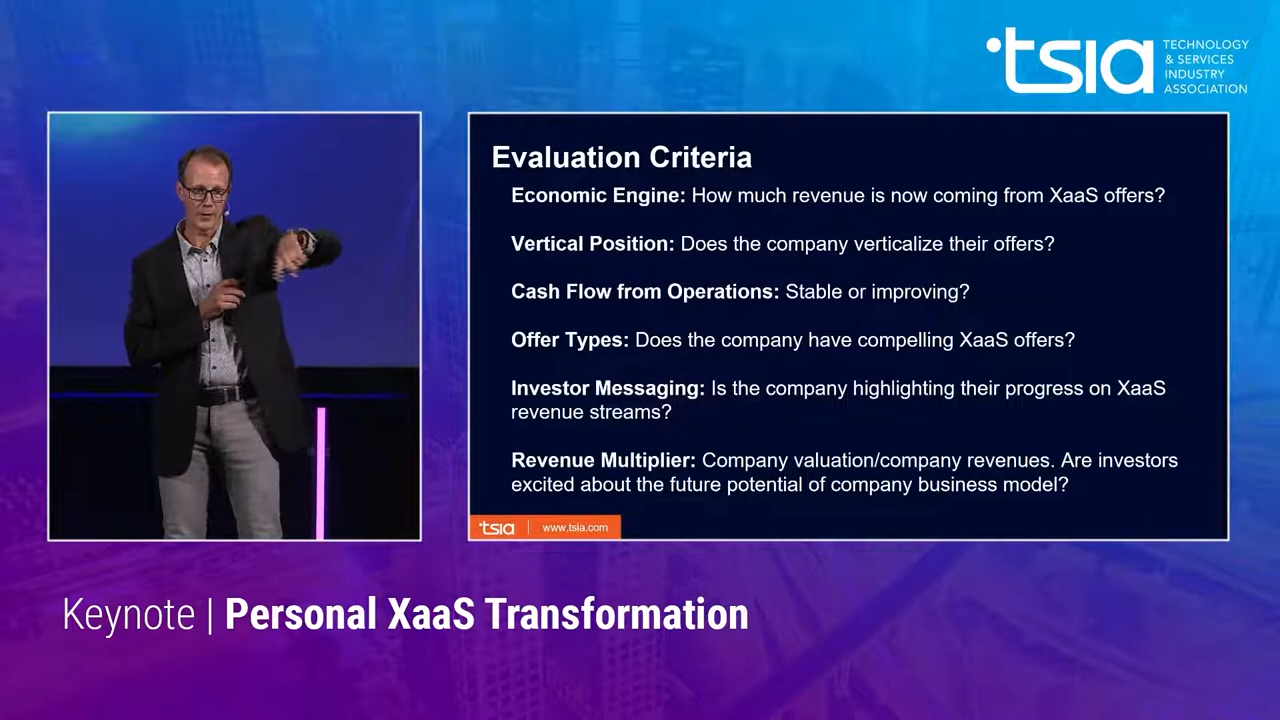 tsia
TECHNOLOGY
& SERVICES
INDUSTRY
ASSOCIATION
Evaluation Criteria
Economic Engine: How much revenue is now coming from XaaS offers?
Vertical Position: Does the company verticalize their offers?
Cash Flow from Operations: Stable or improving?
Offer Types: Does the company have compelling XaaS offers?
Investor Messaging: Is the company highlighting their progress on XaaS
revenue streams?
Revenue Multiplier: Company valuation/company revenues. Are investors
excited about the future potential of company business model?
tsia | www.tsia.com
Keynote | Personal XaaS Transformation